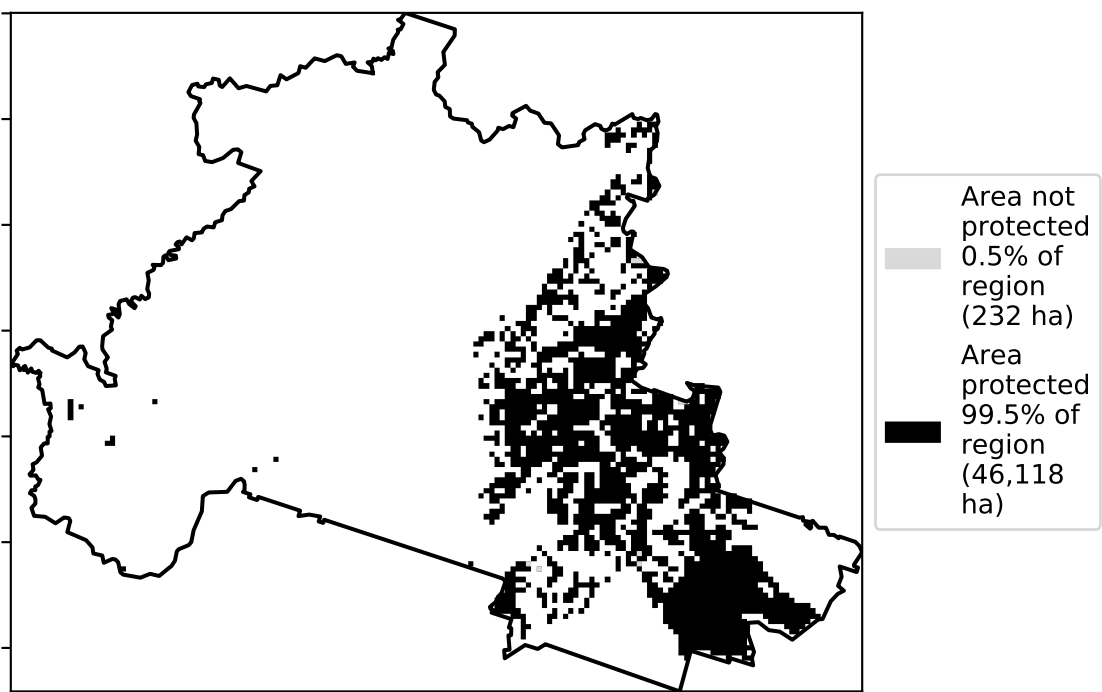 Area not
protected
0.5% of
region
(232 ha)
Area
protected
99.5% of
region
(46,118
ha)